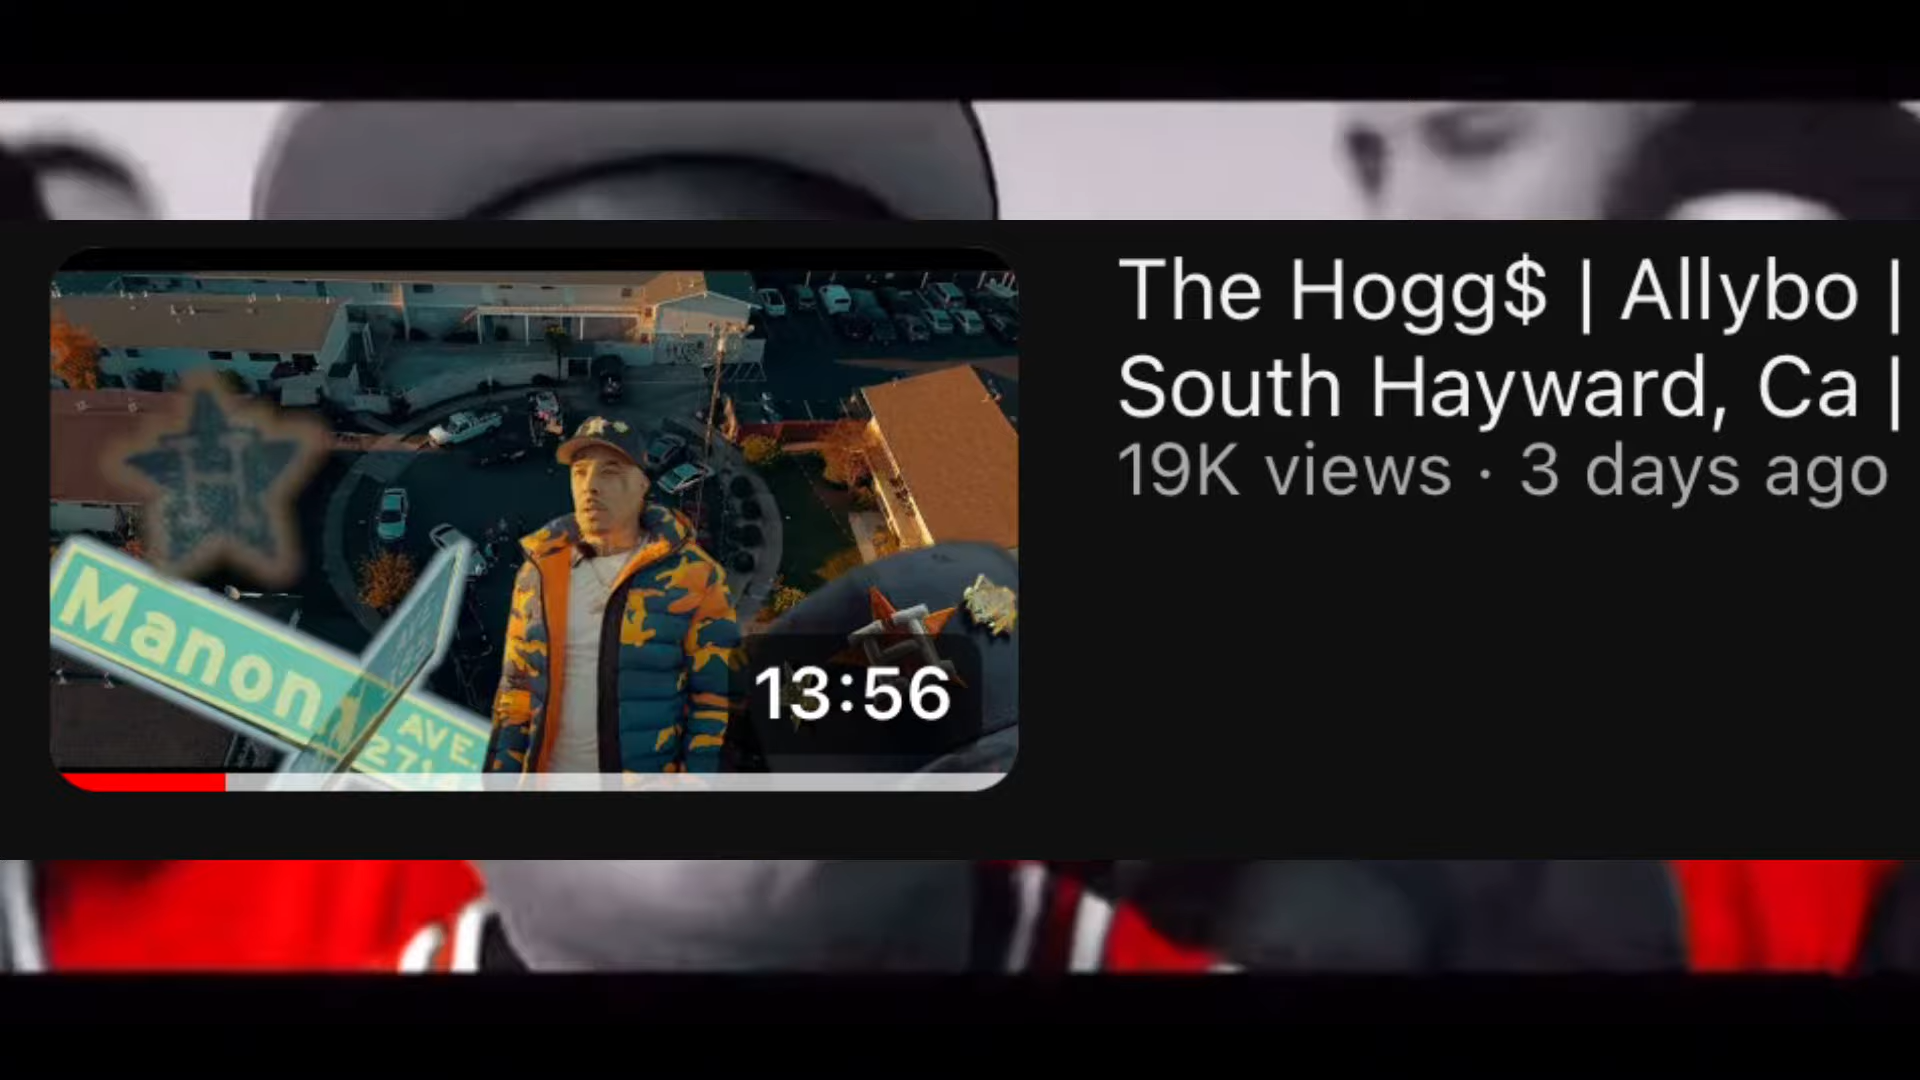 The Hogg$ | Allybo |
South Hayward, Ca |
19K views · 3 days ago
H
Manon
AVE.
H
13:56